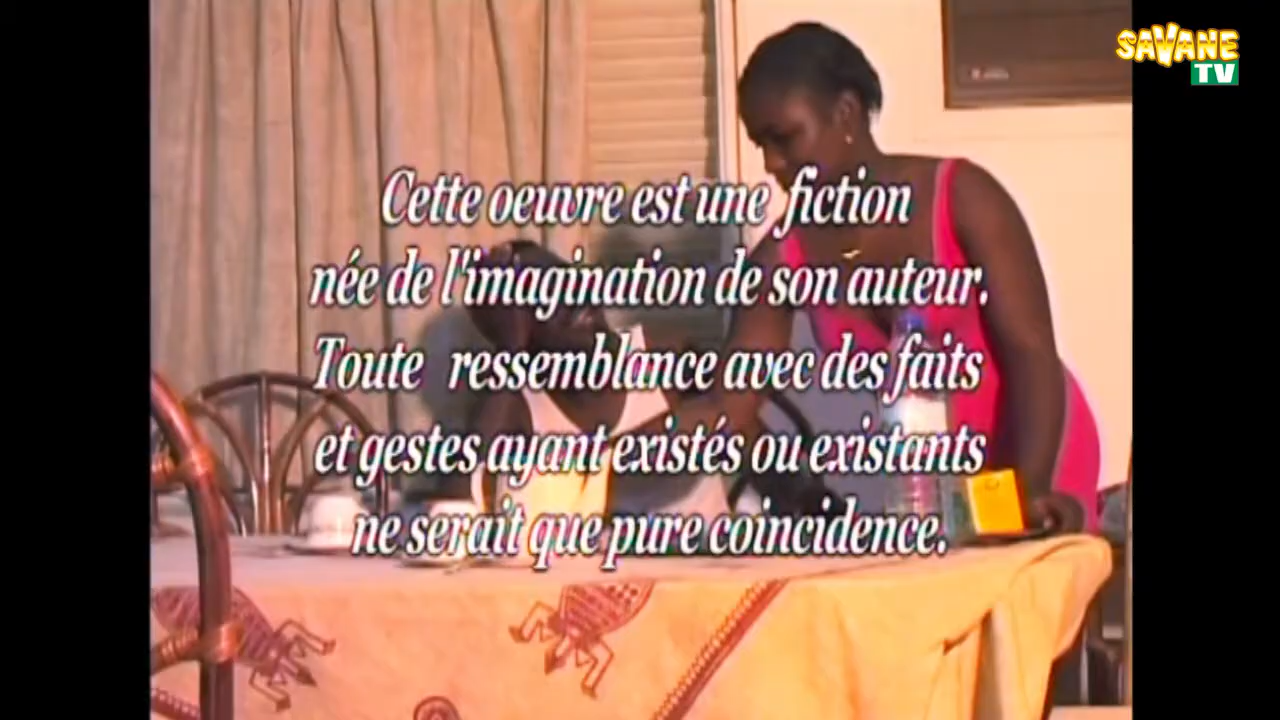 SAVANE
TV
Cette oeuvre est une fiction
née de l'imagination de son auteur.
Toute ressemblance avec des faits
et gestes ayant existés ou existants
ne serait que pure coincidence.